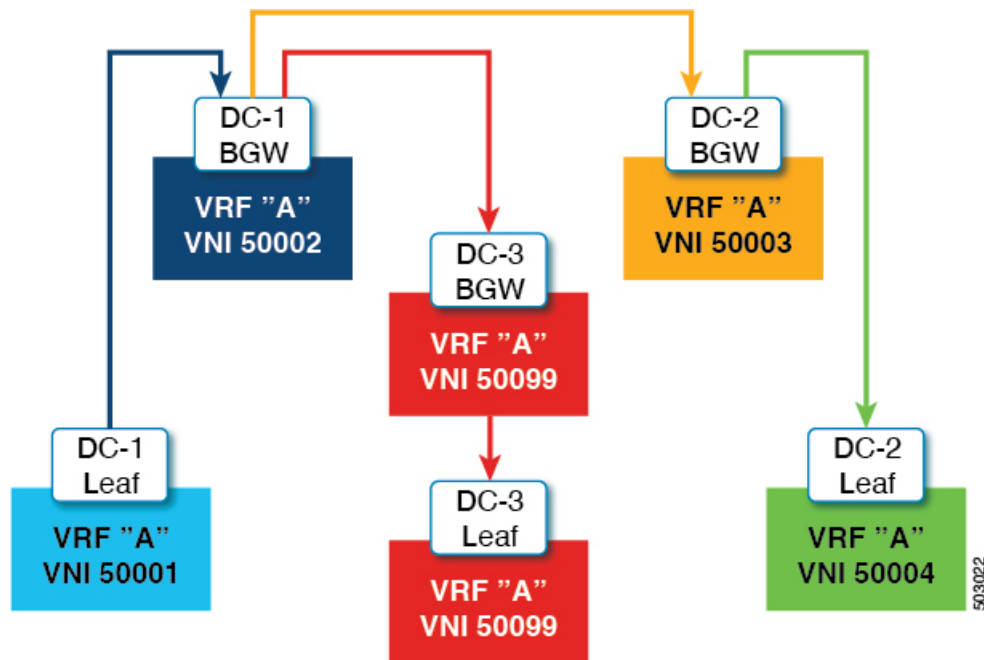 DC-1
BGW
VRF ”A”
VNI 50002
DC-2
BGW
VRF ”A”
VNI 50003
DC-3
BGW
VRF ”A”
VNI 50099
DC-1
Leaf
VRF ”A”
VNI 50001
DC-3
Leaf
VRF ”A”
VNI 50099
DC-2
Leaf
VRF ”A”
VNI 50004
503022